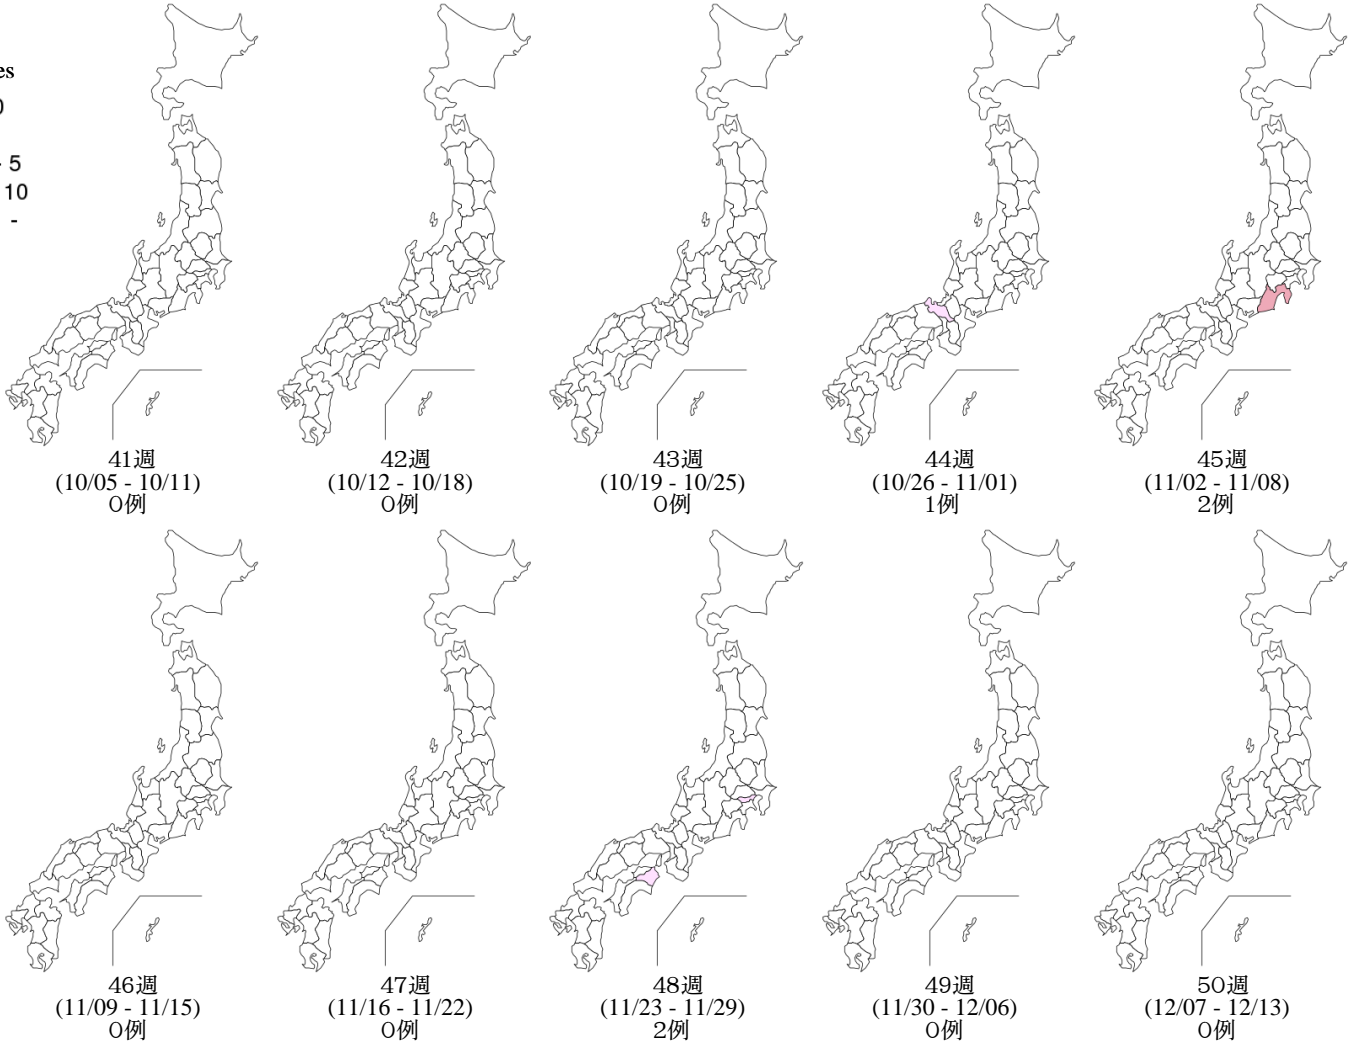 es
0
- 5
10
-
41週
(10/05 - 10/11)
0例
42週
(10/12 - 10/18)
0例
43週
(10/19 - 10/25)
0例
44週
(10/26 - 11/01)
1例
45週
(11/02 - 11/08)
2例
46週
(11/09 - 11/15)
0例
47週
(11/16 - 11/22)
0例
48週
(11/23 - 11/29)
2例
49週
(11/30 - 12/06)
0例
50週
(12/07 - 12/13)
0例